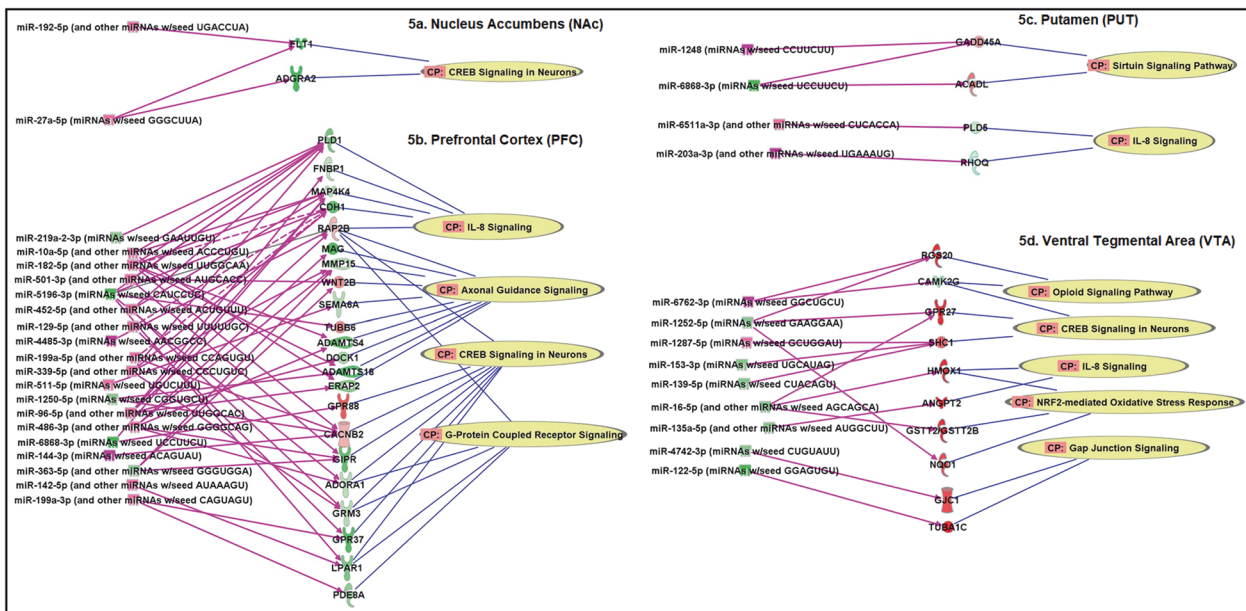 5a. Nucleus Accumbens (NAc)
miR-192-5p (and other miRNAs w/seed UGACCUA)
FLT1
ADGRA2
CP: CREB Signaling in Neurons
miR-27a-5p (miRNAs w/seed GGGCUUA)
5b. Prefrontal Cortex (PFC)
PLD1
FNBP1
MAP4K4
CDH1
RAP2B
MAG
MMP15
WNT2B
SEMA6A
TUBB6
ADAMTS4
DOCK1
ADAMTS18
ERAP2
GPR88
CACNB2
GIPR
ADORA1
GRM3
GPR37
LPAR1
PDE8A
miR-219a-2-3p (miRNAs w/seed GAAUUGU)
miR-10a-5p (and other miRNAs w/seed ACCCUGU)
miR-182-5p (and other miRNAs w/seed UUGGCAA)
miR-501-3p (and other miRNAs w/seed AUGCACC)
miR-5196-3p (miRNAs w/seed CAUCCUC)
miR-452-5p (and other miRNAs w/seed ACUGUUU)
miR-129-5p (and other miRNAs w/seed UUUUUGC)
miR-4485-3p (miRNAs w/seed AACGGCC)
miR-199a-5p (and other miRNAs w/seed CCAGUGU)
miR-339-5p (and other miRNAs w/seed CCCUGUC)
miR-511-5p (miRNAs w/seed UGUCUUU)
miR-1250-5p (miRNAs w/seed CGGUGCU)
miR-96-5p (and other miRNAs w/seed UUGGCAC)
miR-486-3p (and other miRNAs w/seed GGGGCAG)
miR-6868-3p (miRNAs w/seed UCCUUCU)
miR-144-3p (miRNAs w/seed ACAGUAU)
miR-363-5p (and other miRNAs w/seed GGGUGGA)
miR-142-5p (and other miRNAs w/seed AUAAAGU)
miR-199a-3p (and other miRNAs w/seed CAGUAGU)
CP: IL-8 Signaling
CP: Axonal Guidance Signaling
CP: CREB Signaling in Neurons
CP: G-Protein Coupled Receptor Signaling
5c. Putamen (PUT)
miR-1248 (miRNAs w/seed CCUUCUU)
miR-6868-3p (miRNAs w/seed UCCUUCU)
miR-6511a-3p (and other miRNAs w/seed CUCACCA)
miR-203a-3p (and other miRNAs w/seed UGAAAUG)
GADD45A
ACADL
PLD5
RHOQ
CP: Sirtuin Signaling Pathway
CP: IL-8 Signaling
5d. Ventral Tegmental Area (VTA)
miR-6762-3p (miRNAs w/seed GGCUGCU)
miR-1252-5p (miRNAs w/seed GAAGGAA)
miR-1287-5p (miRNAs w/seed GCUGGAU)
miR-153-3p (miRNAs w/seed UGCAUAG)
miR-139-5p (miRNAs w/seed CUACAGU)
miR-16-5p (and other miRNAs w/seed AGCAGCA)
miR-135a-5p (and other miRNAs w/seed AUGGCUU)
miR-4742-3p (miRNAs w/seed CUGUAUU)
miR-122-5p (miRNAs w/seed GGAGUGU)
RGS20
CAMK2G
GPR27
SHC1
HMOX1
ANGPT2
GSTT2/GSTT2B
NQO1
GJC1
TUBA1C
CP: Opioid Signaling Pathway
CP: CREB Signaling in Neurons
CP: IL-8 Signaling
CP: NRF2-mediated Oxidative Stress Response
CP: Gap Junction Signaling